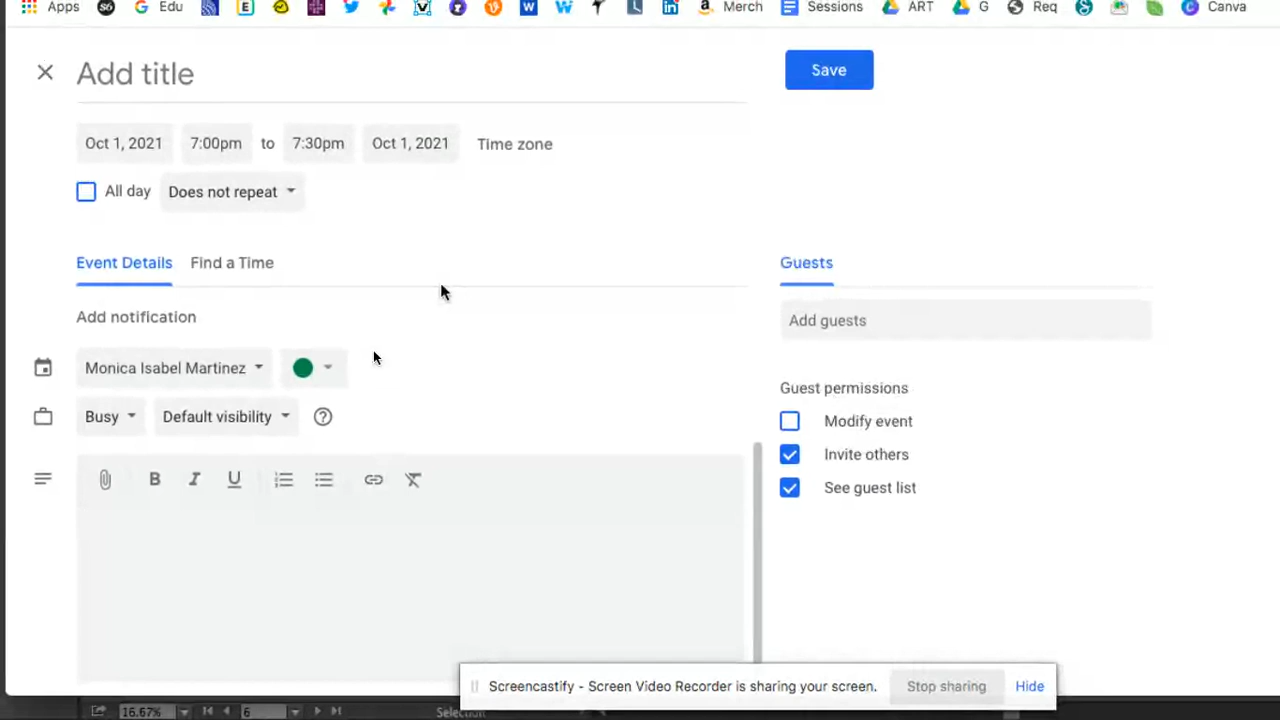 Apps Edu Merch Sessions ART G Req Canva
Add title
Save
Oct 1, 2021 7:00pm to 7:30pm Oct 1, 2021 Time zone
All day Does not repeat
Event Details Find a Time
Guests
Add notification
Add guests
Monica Isabel Martinez
Guest permissions
Busy Default visibility
Modify event
Invite others
See guest list
B I U
Screencastify - Screen Video Recorder is sharing your screen. Stop sharing Hide
16.67% 6 Selection